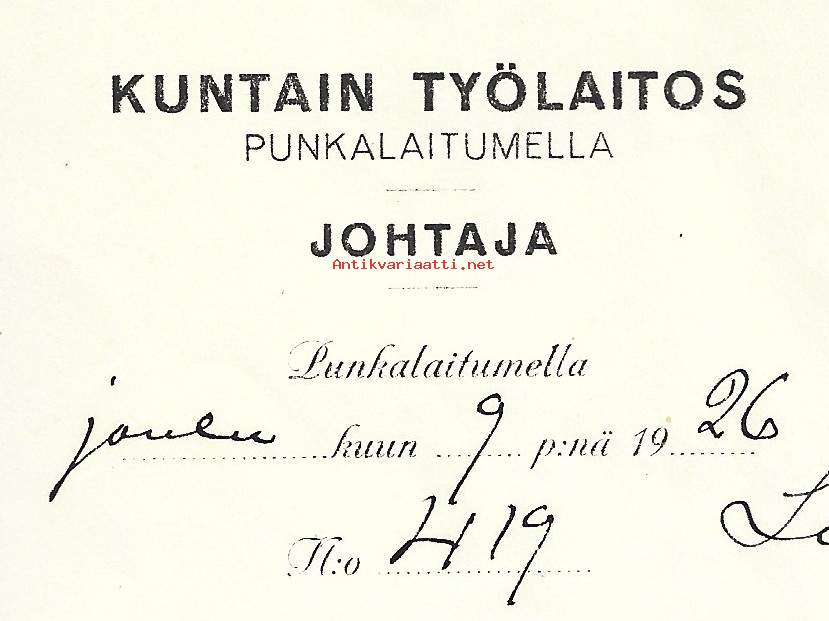 KUNTAIN TYÖLAITOS
PUNKALAITUMELLA
JOHTAJA
Antikvariaatti.net
Punkalaitumella
joulu kuun 9 p:nä 1926
N:o 419